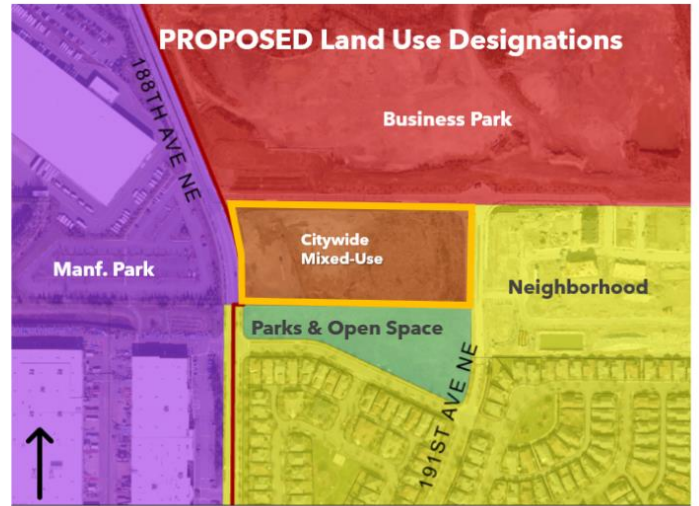 PROPOSED Land Use Designations
188TH AVE NE
Business Park
Citywide
Mixed-Use
Manf. Park
Neighborhood
Parks & Open Space
191ST AVE NE